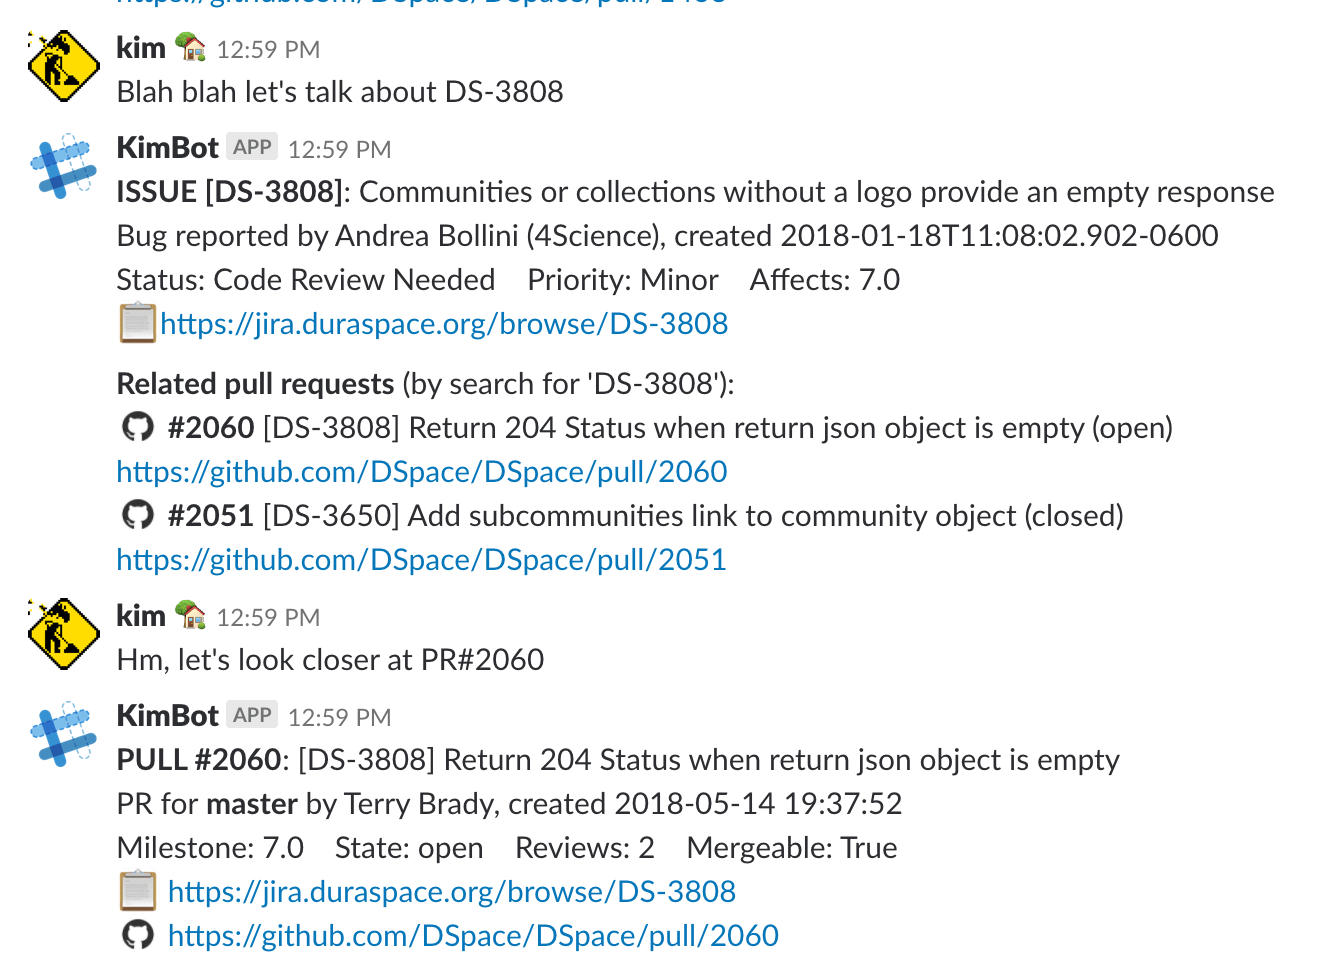 kim 12:59 PM
Blah blah let's talk about DS-3808
KimBot APP 12:59 PM
ISSUE [DS-3808]: Communities or collections without a logo provide an empty response
Bug reported by Andrea Bollini (4Science), created 2018-01-18T11:08:02.902-0600
Status: Code Review Needed Priority: Minor Affects: 7.0
https://jira.duraspace.org/browse/DS-3808
Related pull requests (by search for 'DS-3808'):
#2060 [DS-3808] Return 204 Status when return json object is empty (open)
https://github.com/DSpace/DSpace/pull/2060
#2051 [DS-3650] Add subcommunities link to community object (closed)
https://github.com/DSpace/DSpace/pull/2051
kim 12:59 PM
Hm, let's look closer at PR#2060
KimBot APP 12:59 PM
PULL #2060: [DS-3808] Return 204 Status when return json object is empty
PR for master by Terry Brady, created 2018-05-14 19:37:52
Milestone: 7.0 State: open Reviews: 2 Mergeable: True
https://jira.duraspace.org/browse/DS-3808
https://github.com/DSpace/DSpace/pull/2060